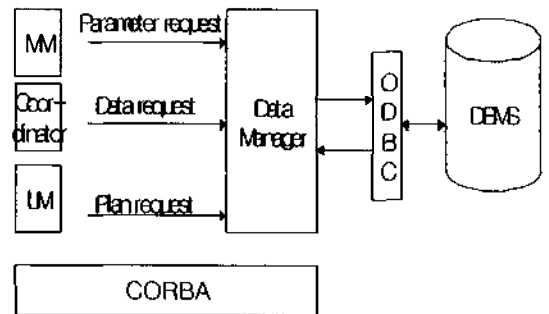 MM
Parameter request
Coor-
dinator
Data request
Data
Manager
O
D
B
C
DBMS
UM
Plan request
CORBA